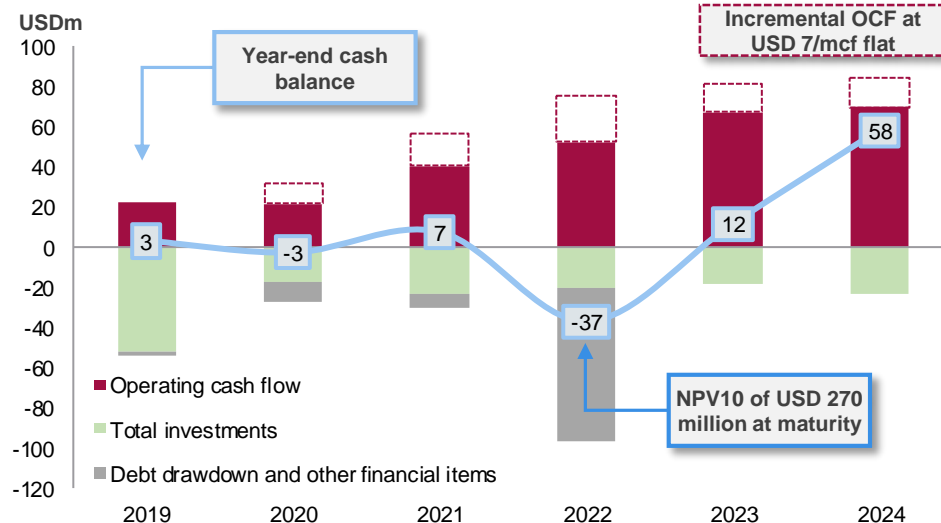 USDm
100
80
60
40
20
0
-20
-40
-60
-80
-100
-120
Year-end cash
balance
Incremental OCF at
USD 7/mcf flat
3
-3
7
-37
12
58
NPV10 of USD 270
million at maturity
Operating cash flow
Total investments
Debt drawdown and other financial items
2019 2020 2021 2022 2023 2024